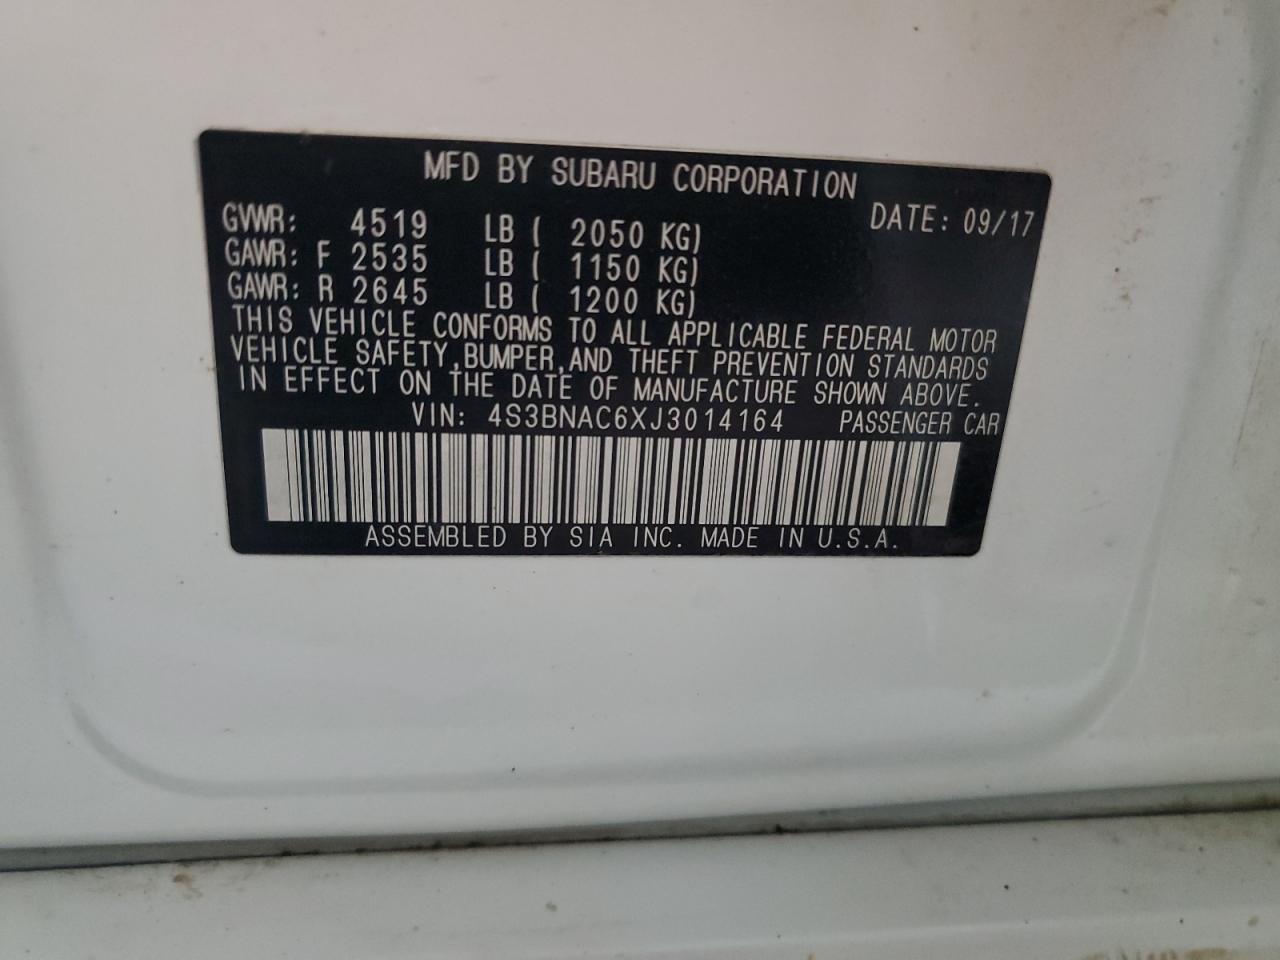 MFD BY SUBARU CORPORATION
DATE: 09/17
GVWR: 4519 LB ( 2050 KG)
GAWR: F 2535 LB ( 1150 KG)
GAWR: R 2645 LB ( 1200 KG)
THIS VEHICLE CONFORMS TO ALL APPLICABLE FEDERAL MOTOR
VEHICLE SAFETY,BUMPER,AND THEFT PREVENTION STANDARDS
IN EFFECT ON THE DATE OF MANUFACTURE SHOWN ABOVE.
VIN: 4S3BNAC6XJ3014164 PASSENGER CAR
ASSEMBLED BY SIA INC. MADE IN U.S.A.